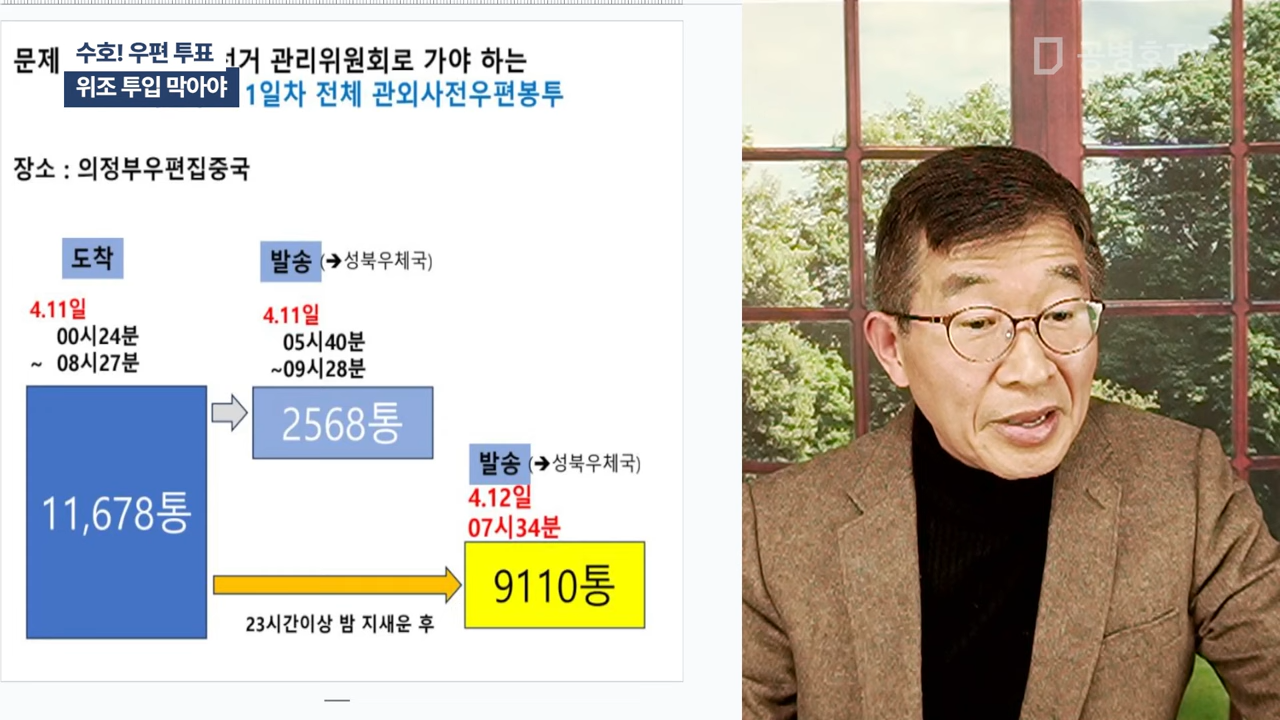 문제
수호! 우편 투표
선거 관리위원회로 가야 하는
위조 투입 막아야
1일차 전체 관외사전우편봉투
공병호TV
장소 : 의정부우편집중국
도착
발송 (➔성북우체국)
4.11일
00시24분
~ 08시27분
4.11일
05시40분
~09시28분
11,678통
2568통
발송 (➔성북우체국)
4.12일
07시34분
9110통
23시간이상 밤 지새운 후